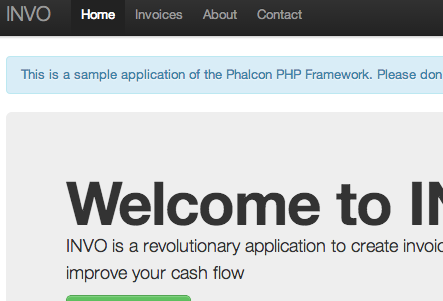 INVO Home Invoices About Contact
This is a sample application of the Phalcon PHP Framework. Please don
Welcome to IN
INVO is a revolutionary application to create invoic
improve your cash flow